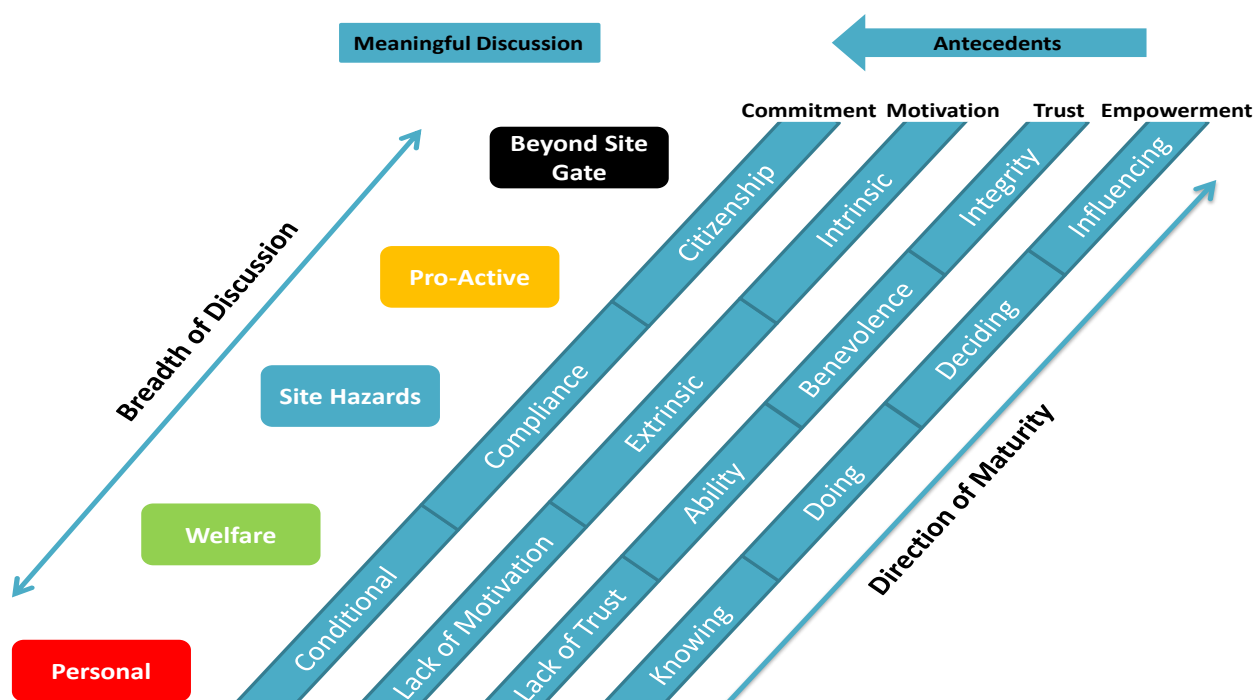 Meaningful Discussion
Antecedents
Commitment
Motivation
Trust
Empowerment
Beyond Site
Gate
Pro-Active
Site Hazards
Welfare
Personal
Breadth of Discussion
Citizenship
Compliance
Conditional
Intrinsic
Extrinsic
Lack of Motivation
Integrity
Benevolence
Ability
Lack of Trust
Influencing
Deciding
Doing
Knowing
Direction of Maturity